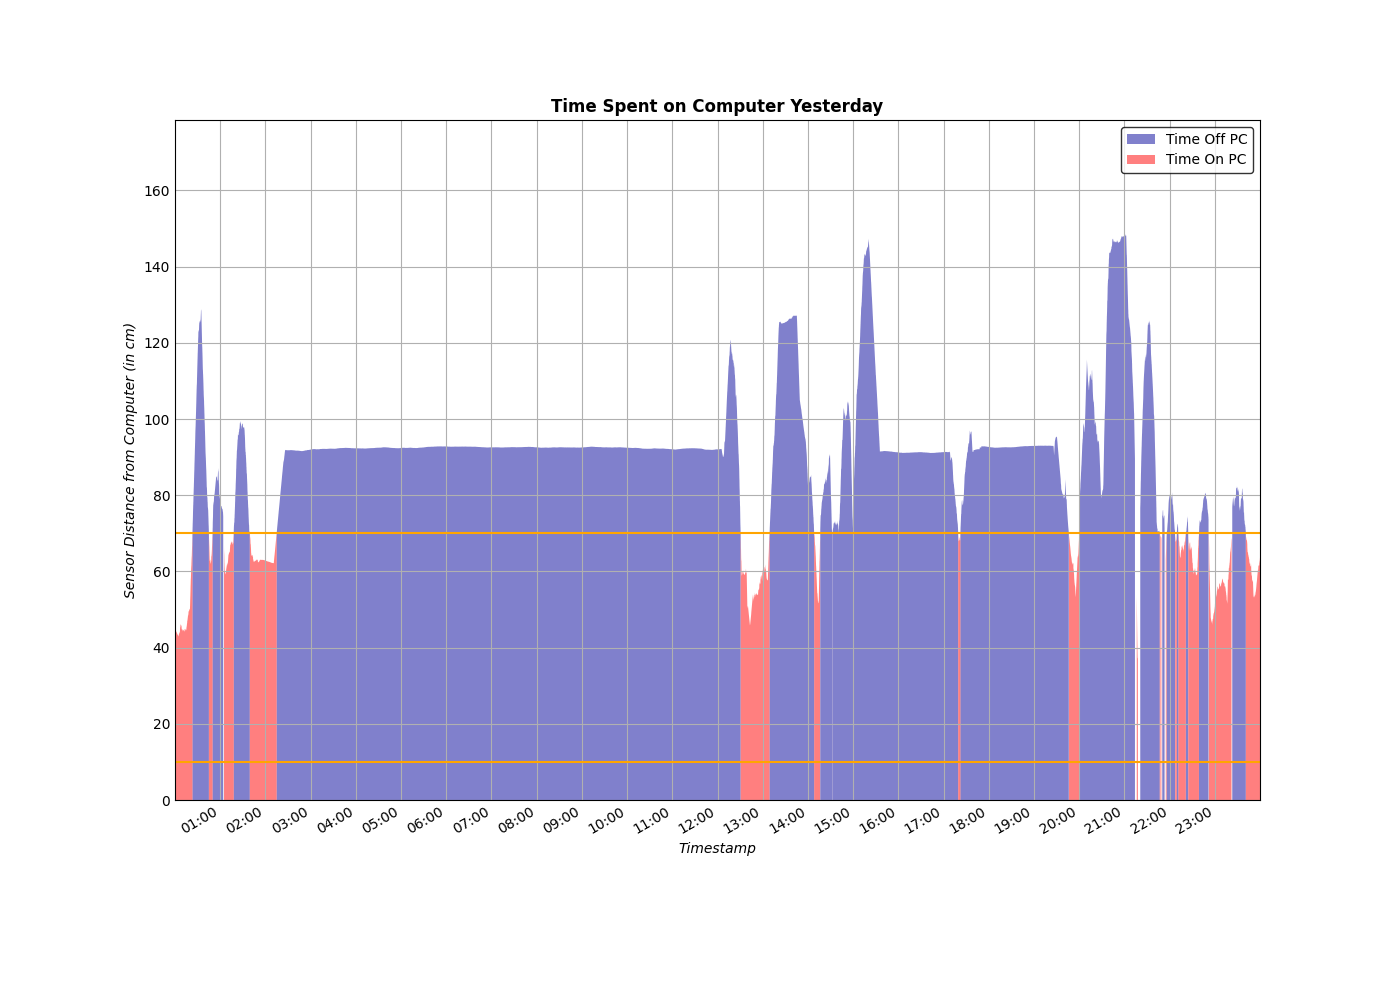 Time Spent on Computer Yesterday
Time Off PC
Time On PC
Sensor Distance from Computer (in cm)
160
140
120
100
80
60
40
20
0
01:00 02:00 03:00 04:00 05:00 06:00 07:00 08:00 09:00 10:00 11:00 12:00 13:00 14:00 15:00 16:00 17:00 18:00 19:00 20:00 21:00 22:00 23:00
Timestamp